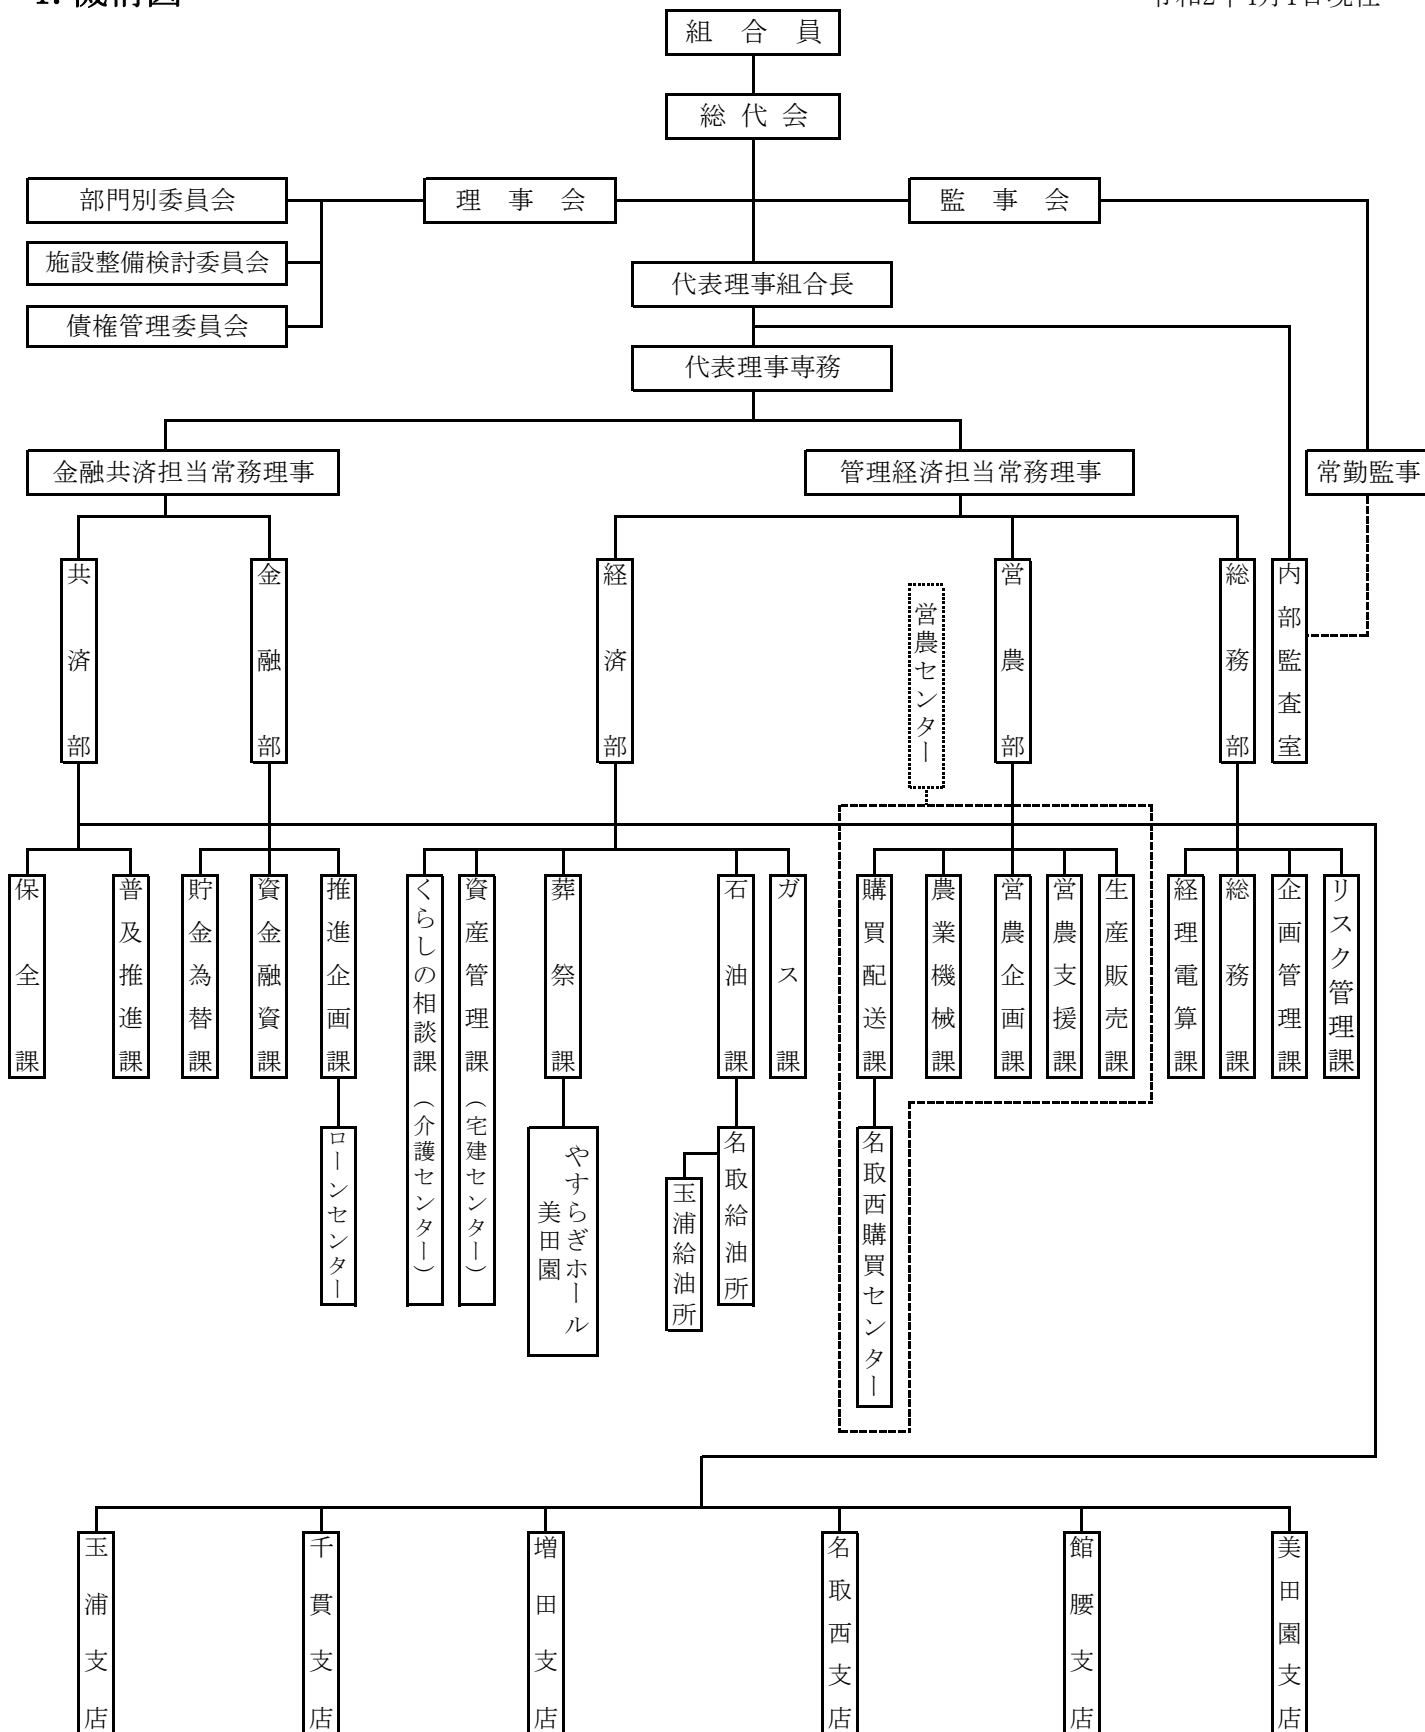 1. 機構図
令和2年4月1日現在
組　合　員
総 代 会
部門別委員会
理　事　会
監　事　会
施設整備検討委員会
代表理事組合長
債権管理委員会
代表理事専務
金融共済担当常務理事
管理経済担当常務理事
常勤監事
共済部
金融部
経済部
営農センター
営農部
総務部
内部監査室
保全課
普及推進課
貯金為替課
資金融資課
推進企画課
くらしの相談課（介護センター）
資産管理課（宅建センター）
葬祭課
石油課
ガス課
購買配送課
農業機械課
営農企画課
営農支援課
生産販売課
経理電算課
総務課
企画管理課
リスク管理課
ローンセンター
やすらぎホール
美田園
名取給油所
玉浦給油所
名取西購買センター
玉浦支店
千貫支店
増田支店
名取西支店
館腰支店
美田園支店